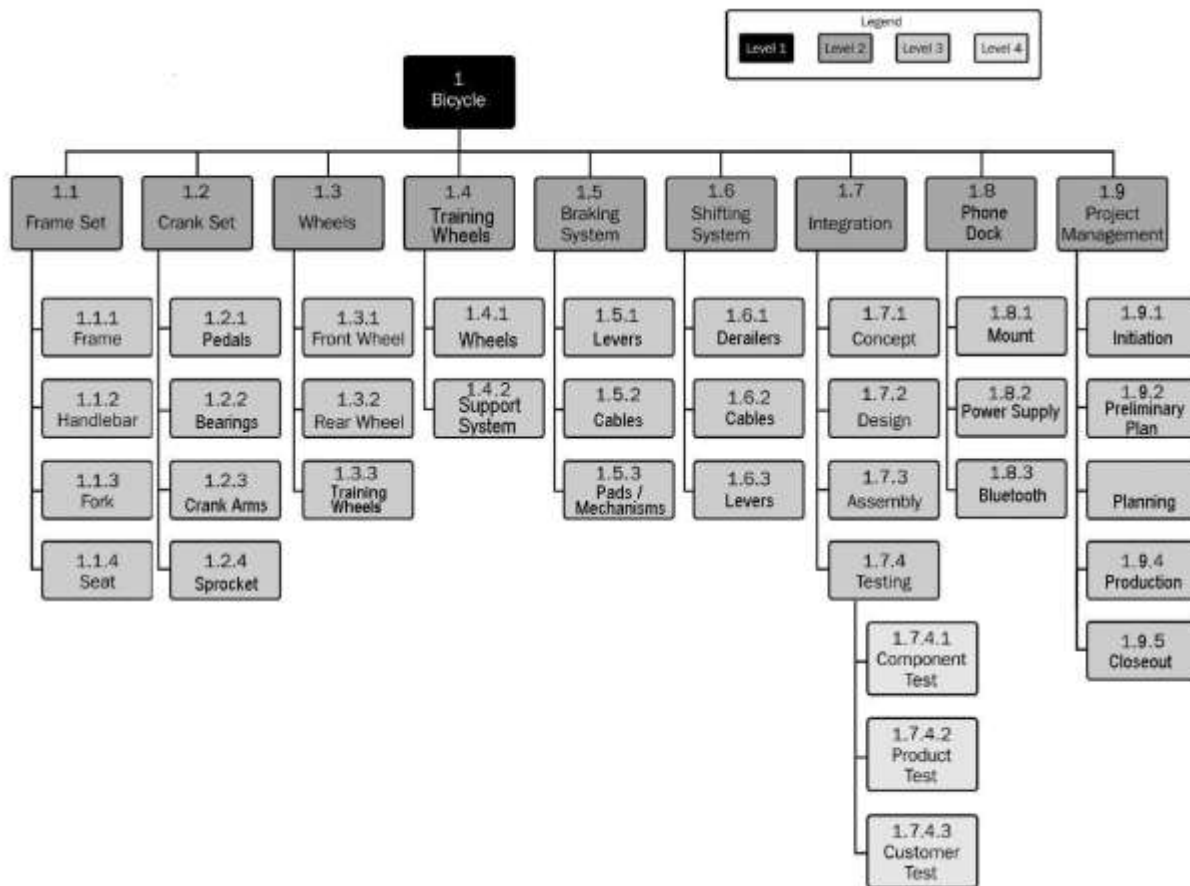 Legend
Level 1
Level 2
Level 3
Level 4
1
Bicycle
1.1
Frame Set
1.2
Crank Set
1.3
Wheels
1.4
Training
Wheels
1.5
Braking
System
1.6
Shifting
System
1.7
Integration
1.8
Phone
Dock
1.9
Project
Management
1.1.1
Frame
1.1.2
Handlebar
1.1.3
Fork
1.1.4
Seat
1.2.1
Pedals
1.2.2
Bearings
1.2.3
Crank Arms
1.2.4
Sprocket
1.3.1
Front Wheel
1.3.2
Rear Wheel
1.3.3
Training
Wheels
1.4.1
Wheels
1.4.2
Support
System
1.5.1
Levers
1.5.2
Cables
1.5.3
Pads /
Mechanisms
1.6.1
Derailers
1.6.2
Cables
1.6.3
Levers
1.7.1
Concept
1.7.2
Design
1.7.3
Assembly
1.7.4
Testing
1.7.4.1
Component
Test
1.7.4.2
Product
Test
1.7.4.3
Customer
Test
1.8.1
Mount
1.8.2
Power Supply
1.8.3
Bluetooth
1.9.1
Initiation
1.9.2
Preliminary
Plan
Planning
1.9.4
Production
1.9.5
Closeout